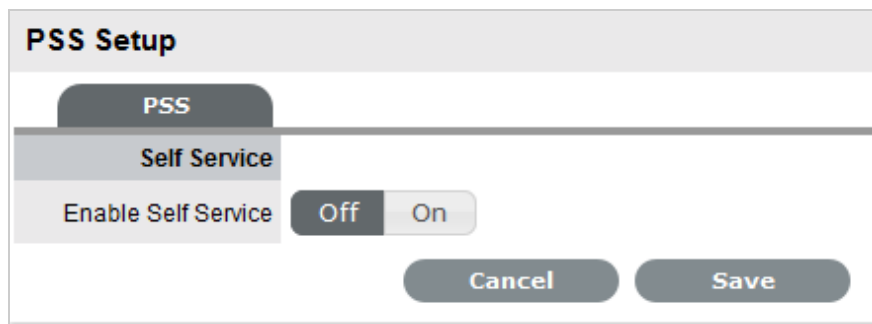 PSS Setup
PSS
Self Service
Enable Self Service Off On
Cancel Save